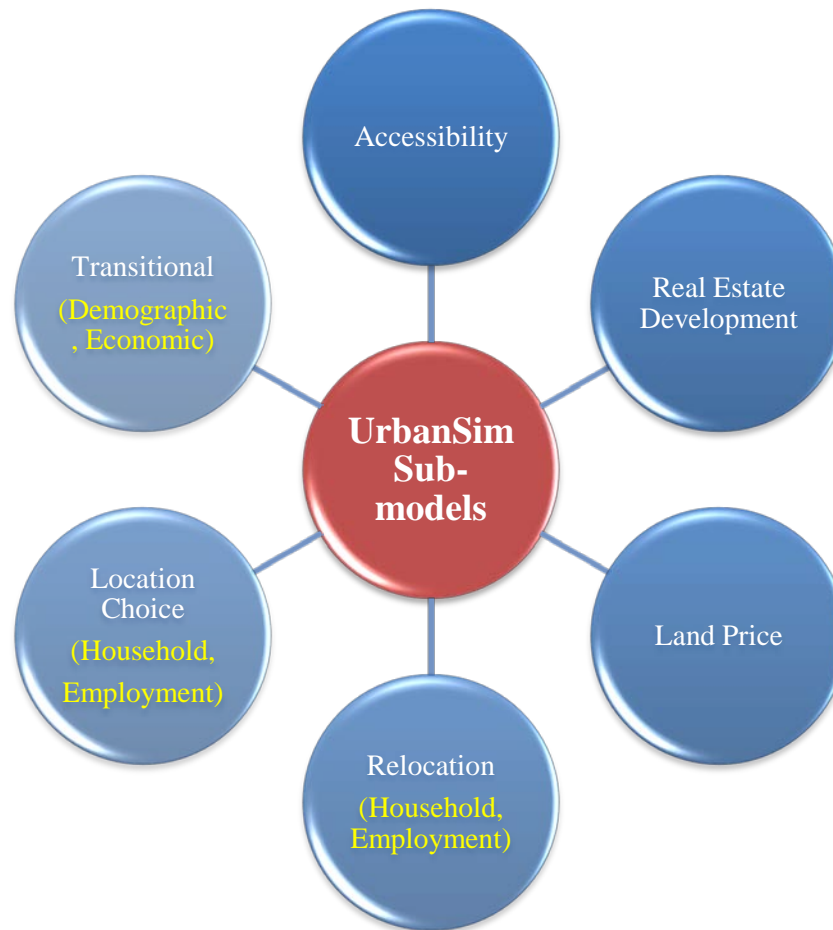 Accessibility
Real Estate
Development
Land Price
Relocation
(Household,
Employment)
Location
Choice
(Household,
Employment)
Transitional
(Demographic
, Economic)
UrbanSim
Sub-
models